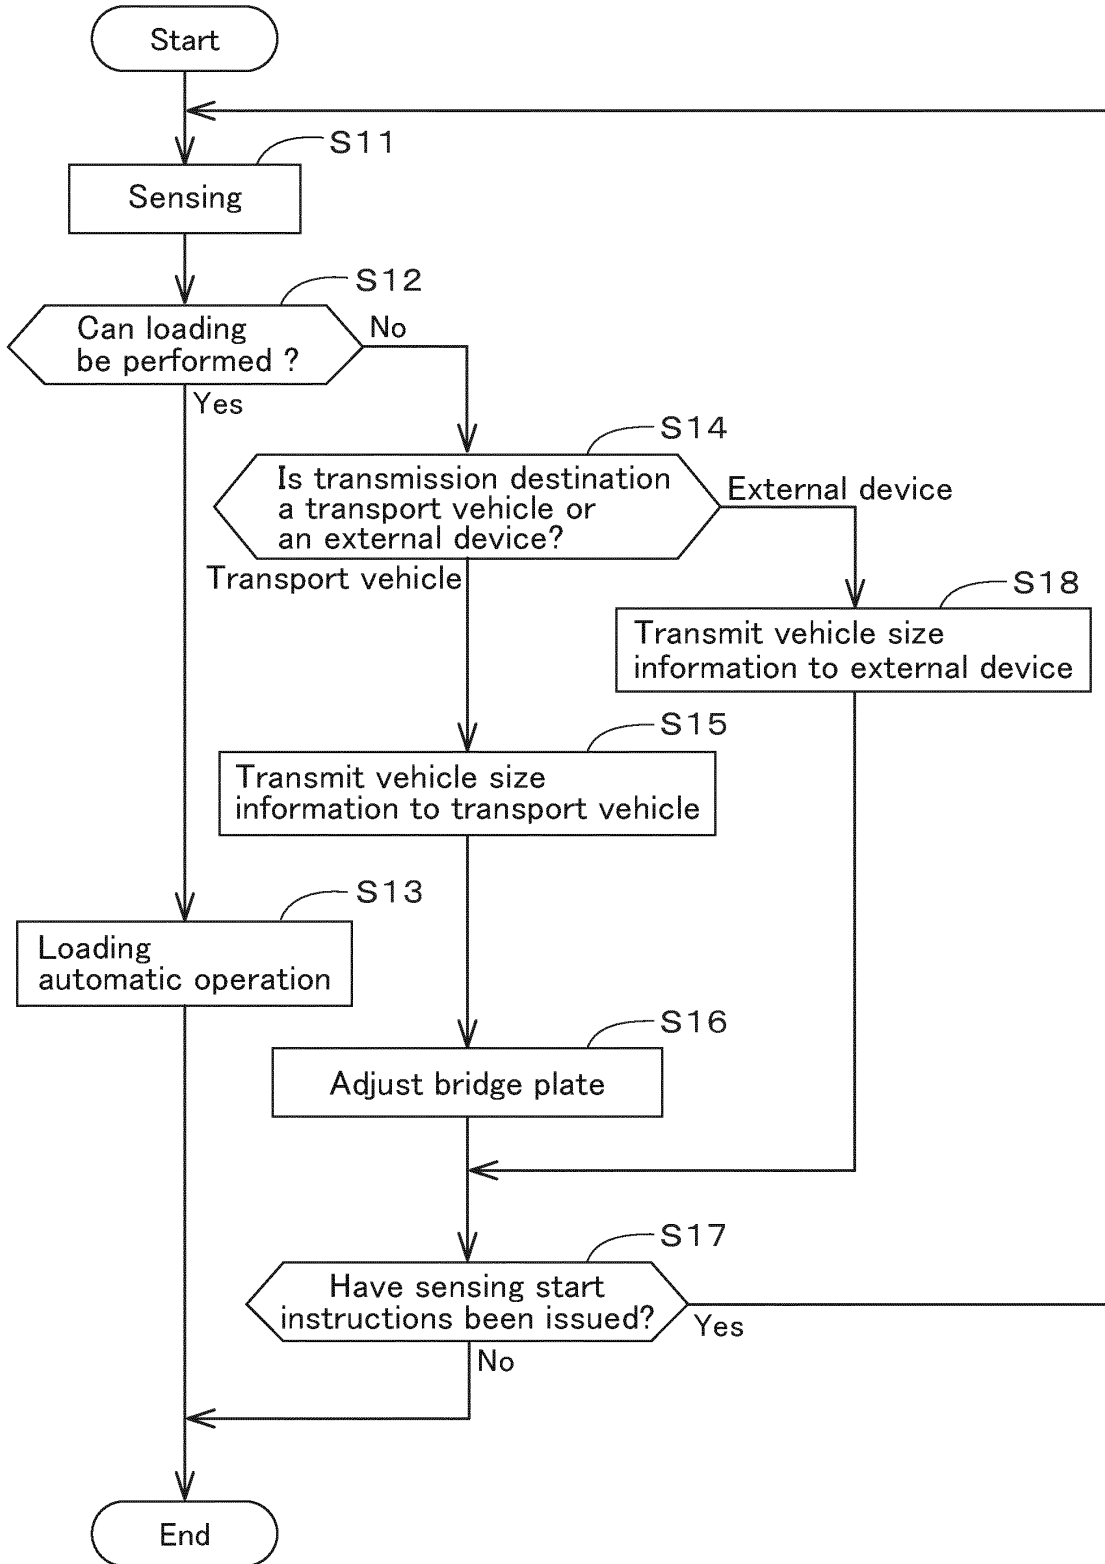 Start
S11
Sensing
S12
Can loading
be performed ?
No
Yes
S14
Is transmission destination
a transport vehicle or
an external device?
External device
Transport vehicle
S18
Transmit vehicle size
information to external device
S15
Transmit vehicle size
information to transport vehicle
S13
Loading
automatic operation
S16
Adjust bridge plate
S17
Have sensing start
instructions been issued?
Yes
No
End